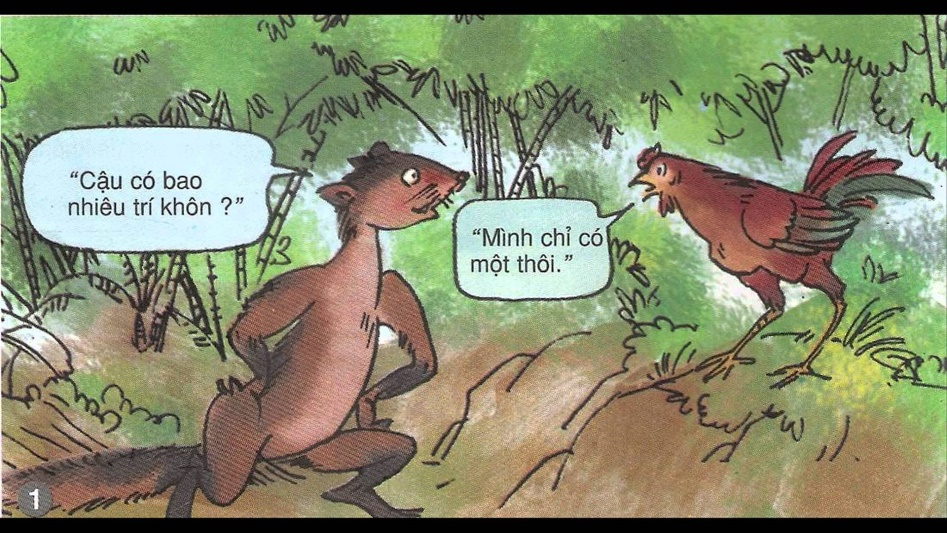 “Cậu có bao
nhiêu trí khôn ?”
“Mình chỉ có
một thôi.”
1